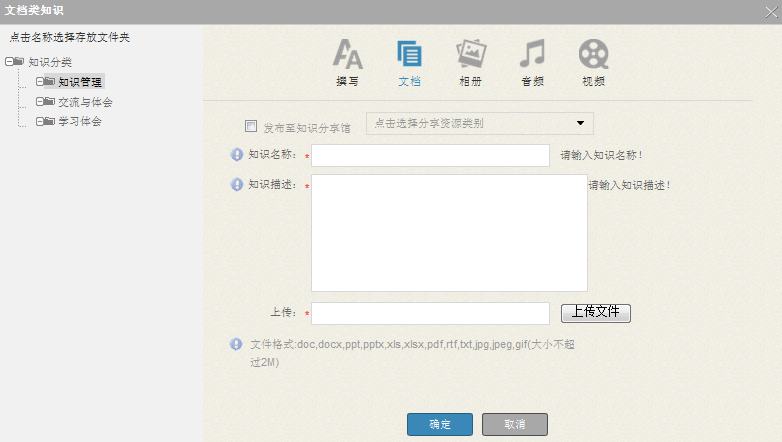 文档类知识
点击名称选择存放文件夹
知识分类
知识管理
交流与体会
学习体会
撰写 文档 相册 音频 视频
发布至知识分享馆 点击选择分享资源类别
知识名称：* 请输入知识名称！
知识描述：* 请输入知识描述！
上传：* 上传文件
文件格式:doc,docx,ppt,pptx,xls,xlsx,pdf,rtf,txt,jpg,jpeg,gif(大小不超
过2M)
确定 取消